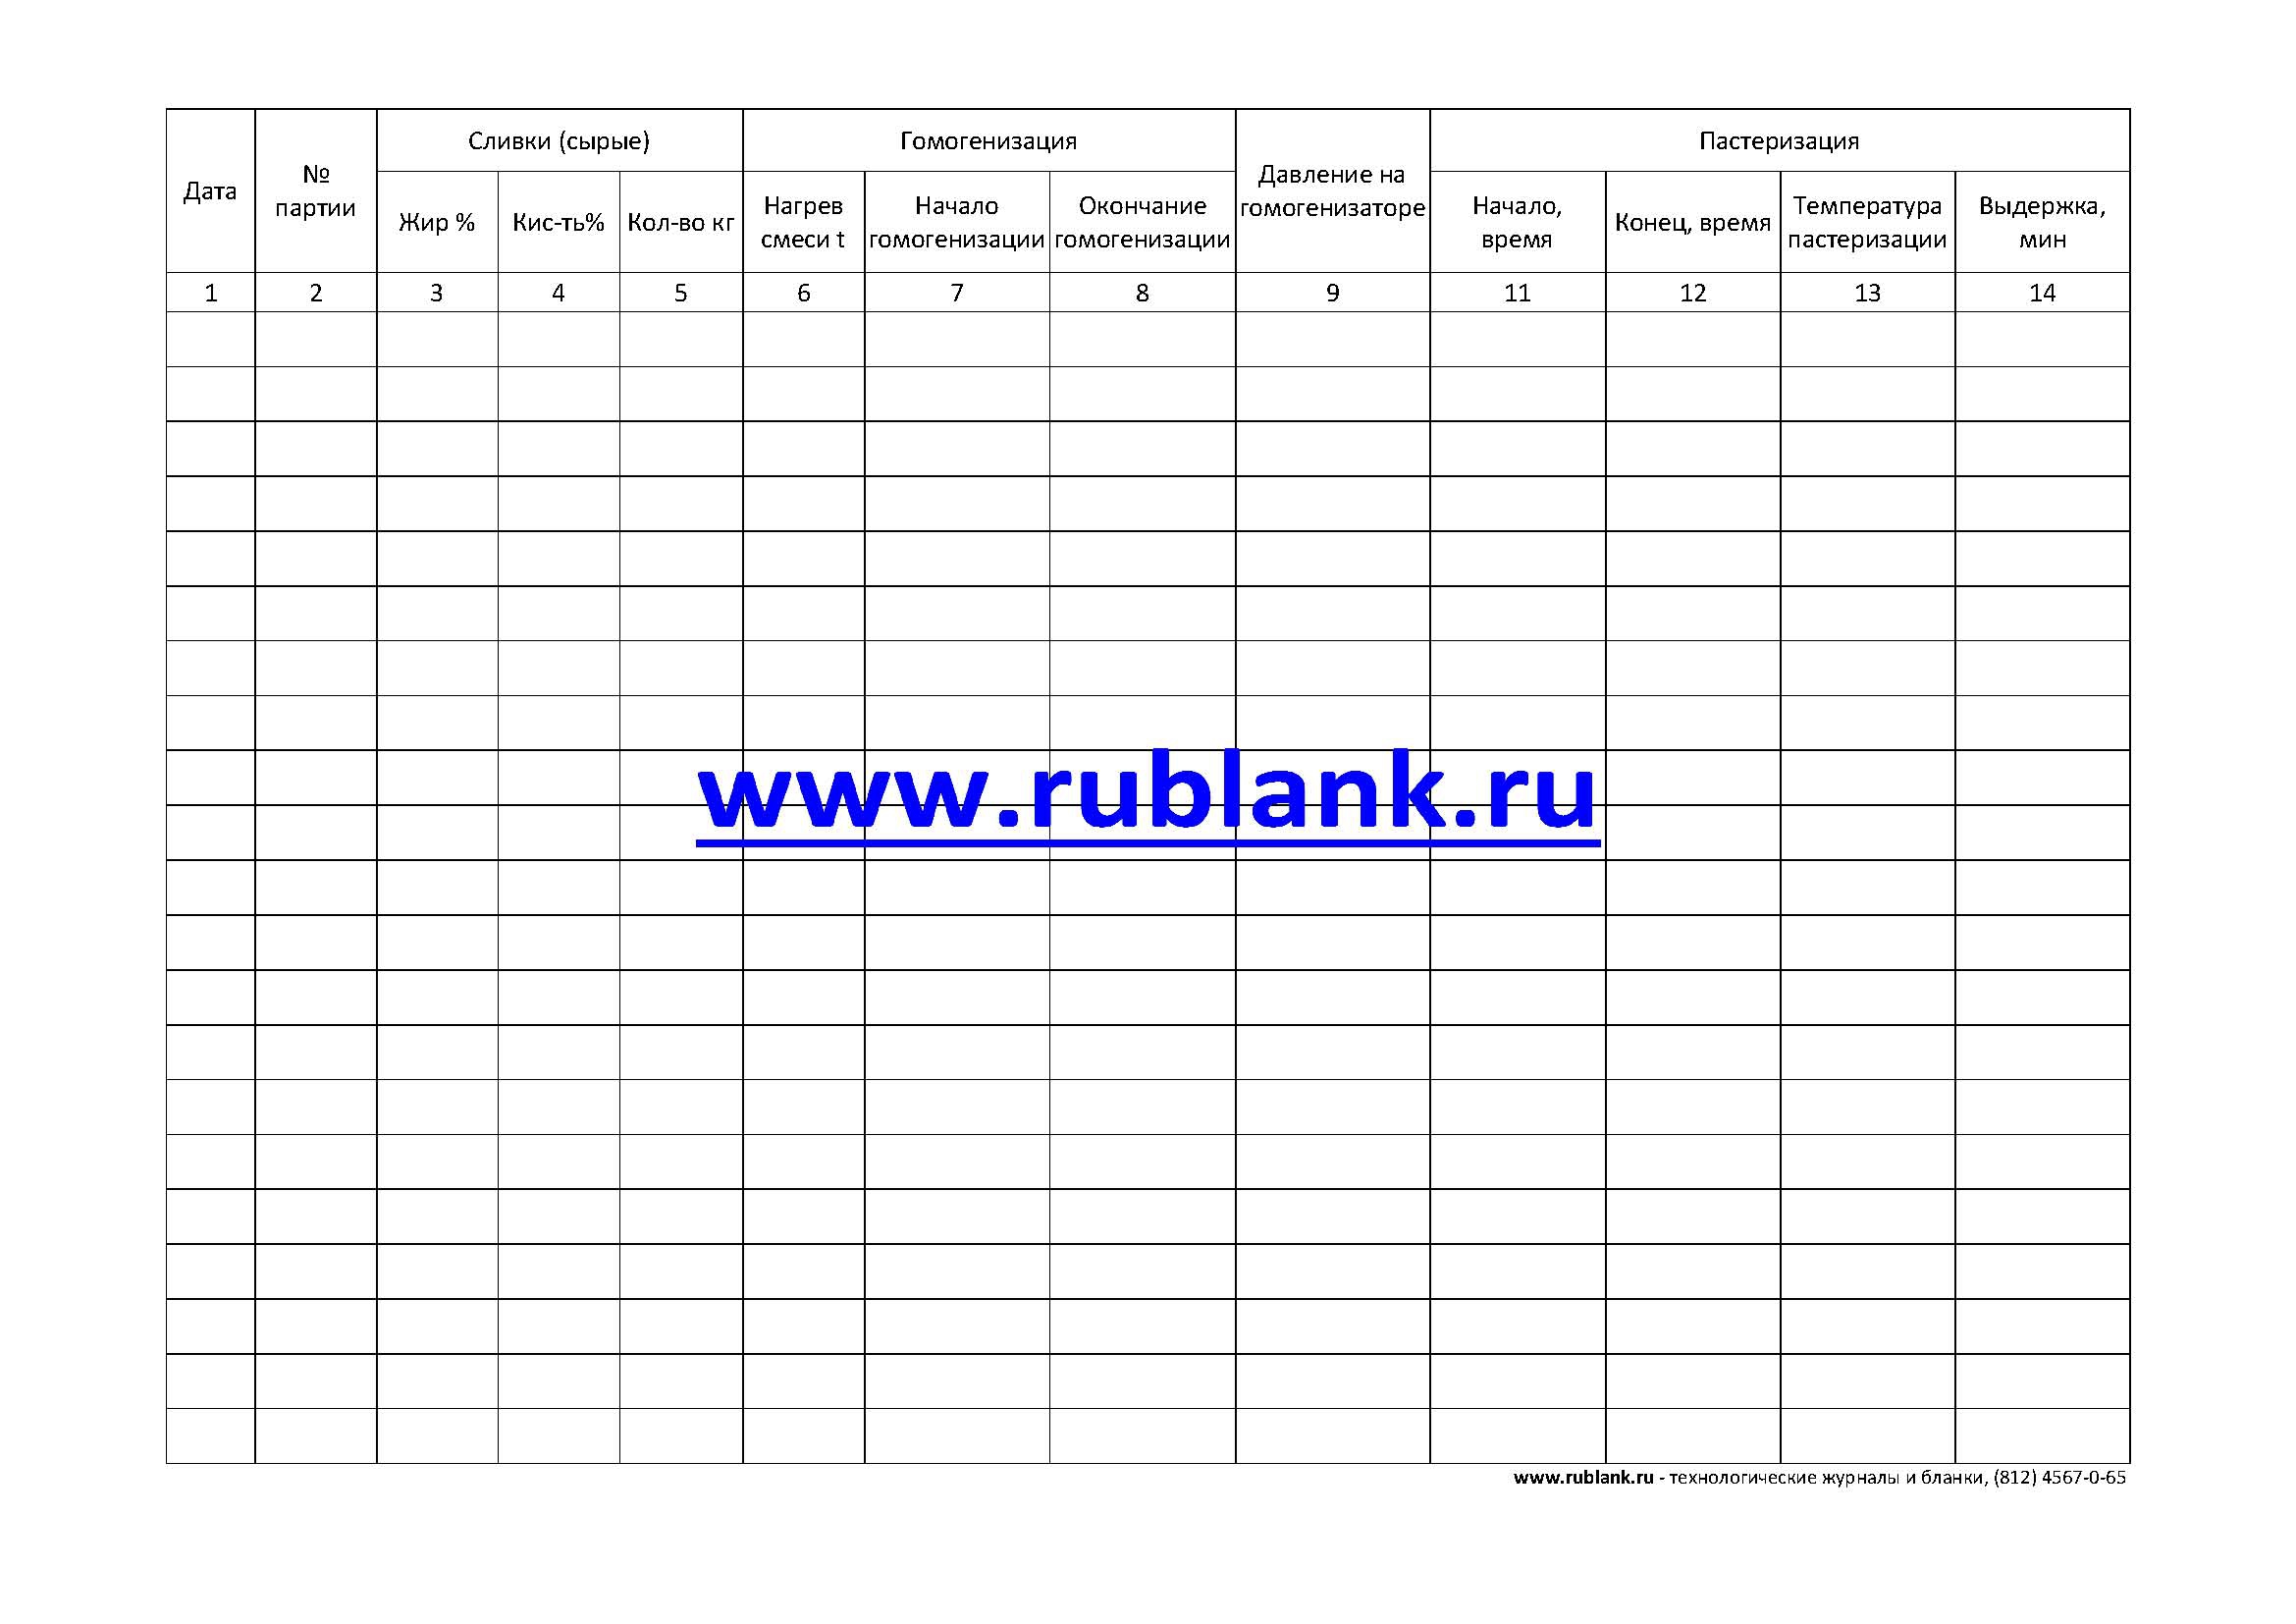 Дата
№
партии
Сливки (сырые)
Гомогенизация
Давление на
гомогенизаторе
Пастеризация
Жир %
Кис-ть%
Кол-во кг
Нагрев
смеси t
Начало
гомогенизации
Окончание
гомогенизации
Начало,
время
Конец, время
Температура
пастеризации
Выдержка,
мин
1 2 3 4 5 6 7 8 9 11 12 13 14
www.rublank.ru
www.rublank.ru - технологические журналы и бланки, (812) 4567-0-65